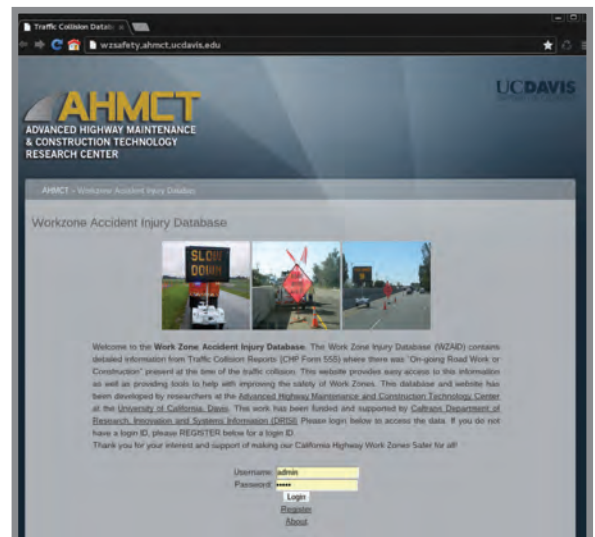 Traffic Collision Datab
wzsafety.ahmct.ucdavis.edu
UCDAVIS
AHMCT
ADVANCED HIGHWAY MAINTENANCE
& CONSTRUCTION TECHNOLOGY
RESEARCH CENTER
AHMCT » Workzone Accident Injury Databas
Workzone Accident Injury Database
SLOW
DOWN
Welcome to the Work Zone Accident Injury Database. The Work Zone Injury Database (WZAID) contains
detailed information from Traffic Collision Reports [CHP Form 555) where there was "On-going Road Work or
Construction" present at the time of the traffic collision. This website provides easy access to this information
as well as providing tools to help with improving the safety of Work Zones. This database and website has
been developed by researchers at the Advanced Highway Maintenance and Construction Technology Center
at the University of California, Davis. This work has been funded and supported by Caltrans Department of
Research, Innovation and Systems Information (DRISI) Please login below to access the data. If you do not
have a login ID, please REGISTER below for a login ID.
Thank you for your interest and support of making our California Highway Work Zones Safer for all!
Username: admin
Password: •••••
Login
Register
About